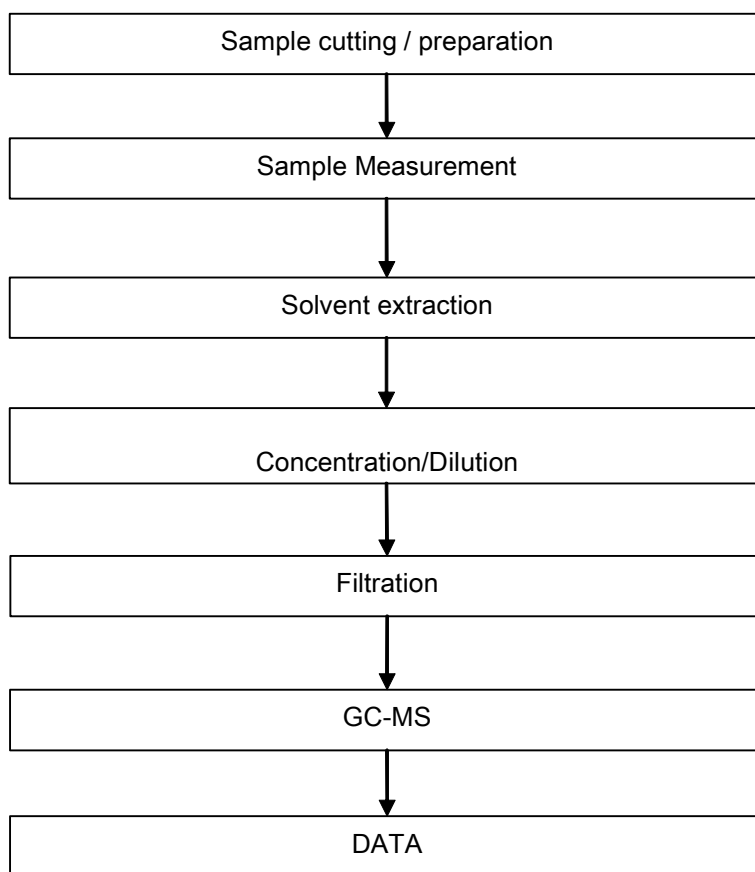 Sample cutting / preparation
Sample Measurement
Solvent extraction
Concentration/Dilution
Filtration
GC-MS
DATA